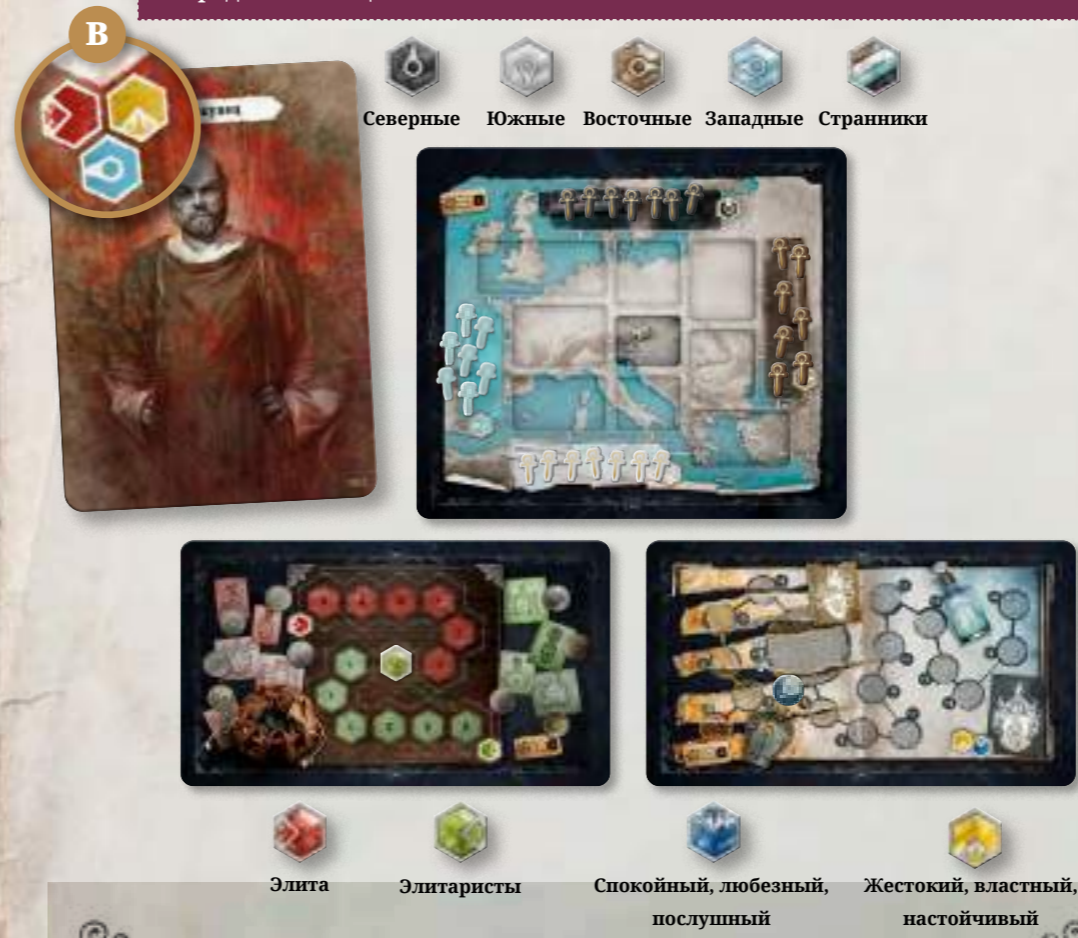 В
Северные Южные Восточные Западные Странники
Элита Элитаристы Спокойный, любезный, Жестокий, властный,
послушный настойчивый